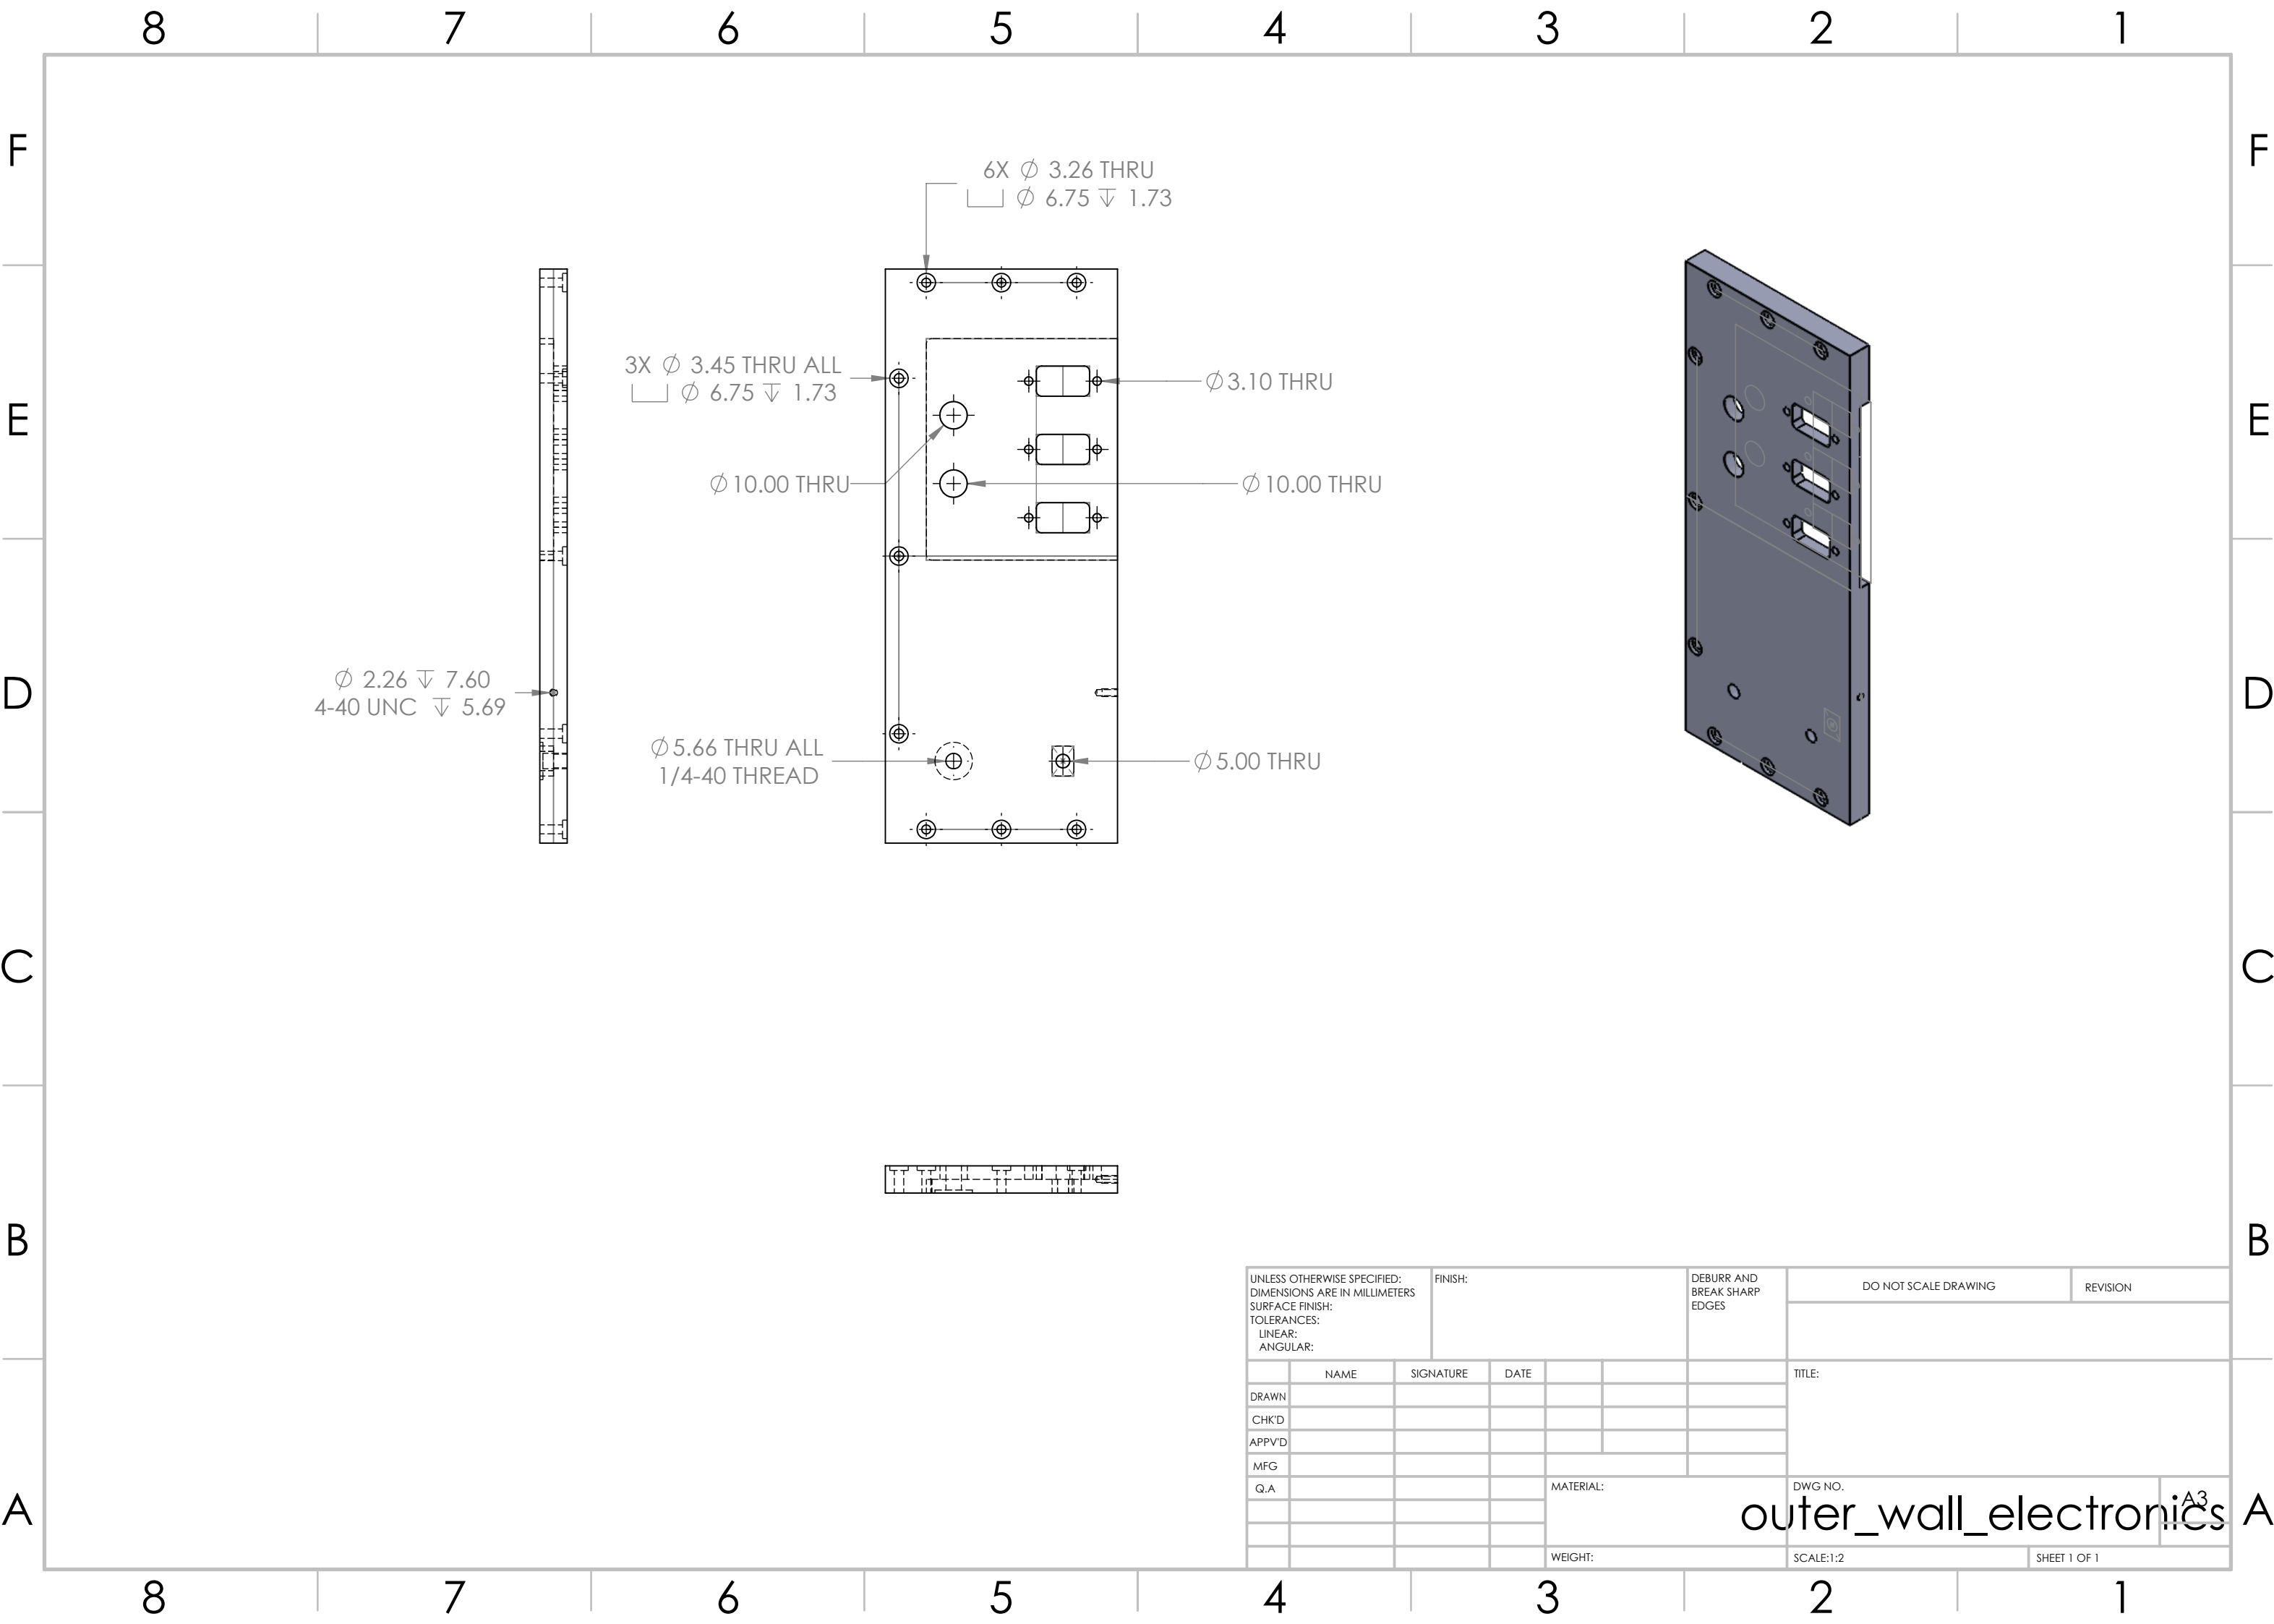 8 7 6 5 4 3 2 1
F F
6X ∅ 3.26 THRU
⌴ ∅ 6.75 ↧ 1.73
3X ∅ 3.45 THRU ALL
⌴ ∅ 6.75 ↧ 1.73
∅3.10 THRU
E E
∅10.00 THRU
∅10.00 THRU
∅ 2.26 ↧ 7.60
4-40 UNC ↧ 5.69
D D
∅5.66 THRU ALL
1/4-40 THREAD
∅5.00 THRU
C C
B B
UNLESS OTHERWISE SPECIFIED:
DIMENSIONS ARE IN MILLIMETERS
SURFACE FINISH:
TOLERANCES:
LINEAR:
ANGULAR:
FINISH:
DEBURR AND
BREAK SHARP
EDGES
DO NOT SCALE DRAWING
REVISION
NAME SIGNATURE DATE
TITLE:
DRAWN
CHK'D
APPV'D
MFG
Q.A
MATERIAL:
DWG NO.
outer_wall_electronics
A3
A A
WEIGHT:
SCALE:1:2
SHEET 1 OF 1
8 7 6 5 4 3 2 1